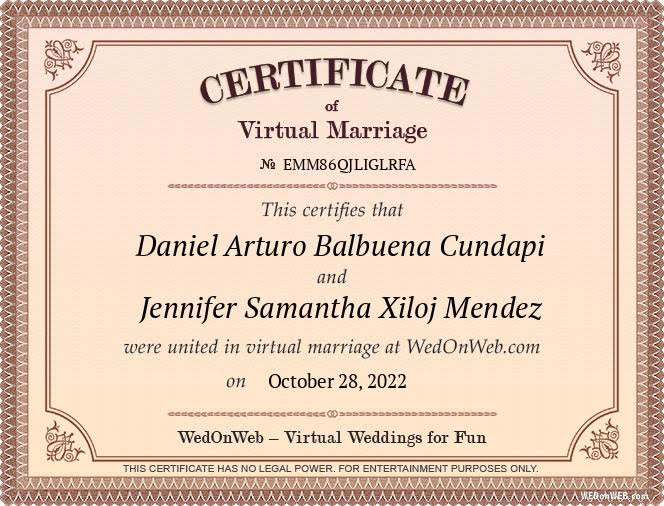 CERTIFICATE
of
Virtual Marriage
№ EMM86QJLIGLRFA
This certifies that
Daniel Arturo Balbuena Cundapi
and
Jennifer Samantha Xiloj Mendez
were united in virtual marriage at WedOnWeb.com
on October 28, 2022
WedOnWeb – Virtual Weddings for Fun
THIS CERTIFICATE HAS NO LEGAL POWER. FOR ENTERTAINMENT PURPOSES ONLY.
WEDonWEB.com